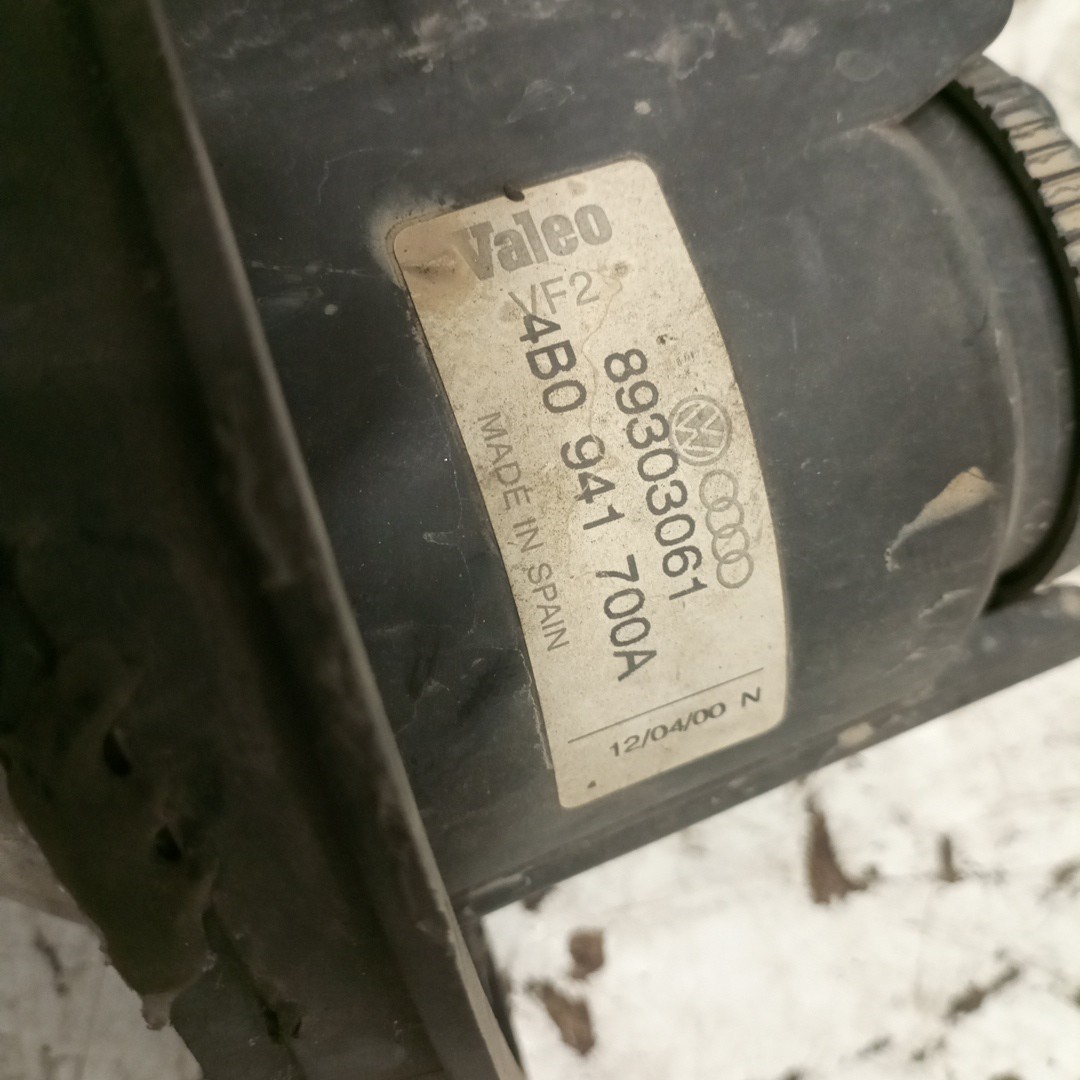 Valeo
VF2
89303061
4B0 941 700A
MADE IN SPAIN
12/04/00 N